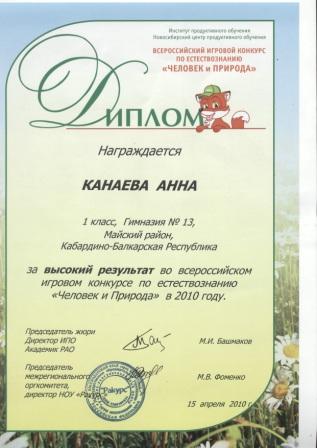 Институт продуктивного обучения
Новосибирский центр продуктивного обучения
ВСЕРОССИЙСКИЙ ИГРОВОЙ КОНКУРС
ПО ЕСТЕСТВОЗНАНИЮ
«ЧЕЛОВЕК и ПРИРОДА»
ДИПЛОМ
Награждается
КАНАЕВА АННА
1 класс, Гимназия № 13,
Майский район,
Кабардино-Балкарская Республика
за высокий результат во всероссийском
игровом конкурсе по естествознанию
«Человек и Природа» в 2010 году.
Председатель жюри
Директор ИПО
Академик РАО
М.И. Башмаков
Председатель
межрегионального
оргкомитета,
директор НОУ «Ракурс»
М.В. Фоменко
Ракурс
15 апреля 2010 г.